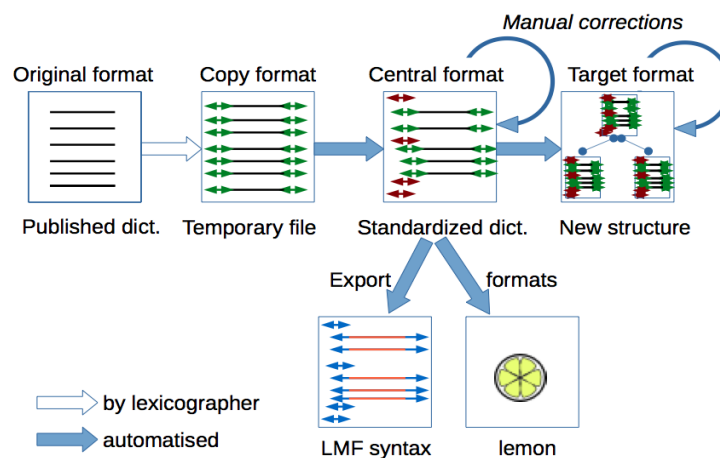 Manual corrections
Original format
Copy format
Central format
Target format
Published dict.
Temporary file
Standardized dict.
New structure
Export
formats
by lexicographer
automatised
LMF syntax
lemon